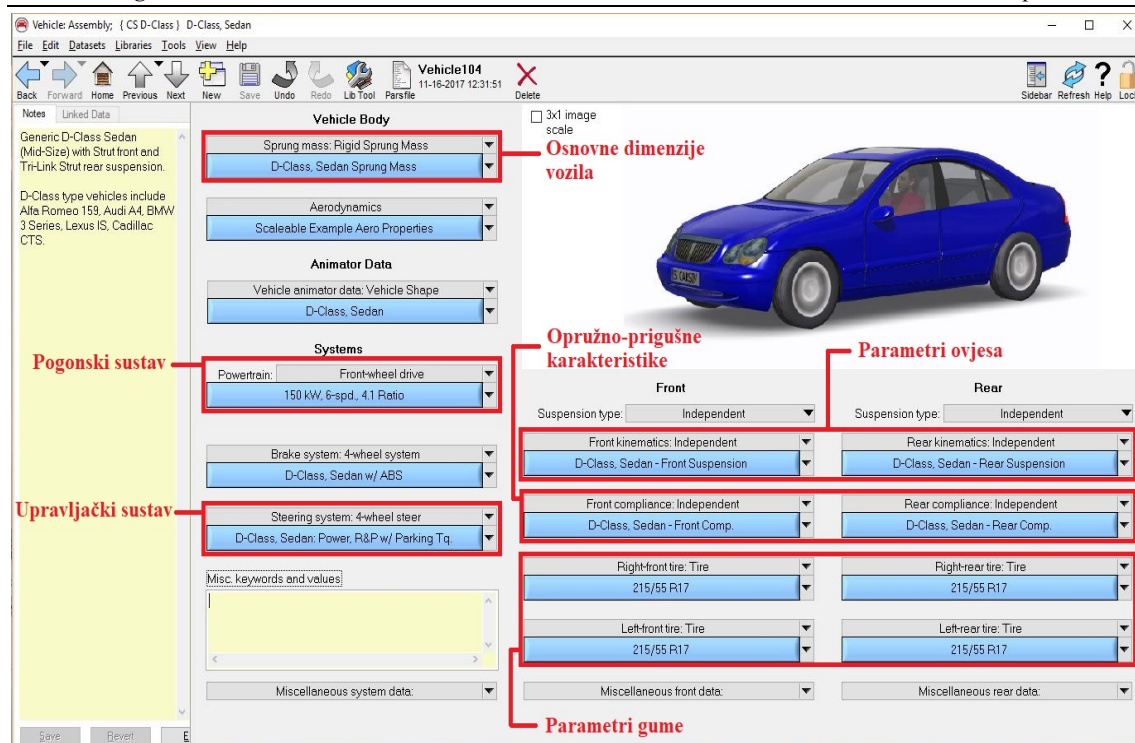 Vehicle: Assembly; { CS D-Class } D-Class, Sedan
File Edit Datasets Libraries Tools View Help
Back Forward Home Previous Next New Save Undo Redo Lib Tool Parsfile
Vehicle104
11-16-2017 12:31:51
Delete
Sidebar Refresh Help Loc
Notes Linked Data
Generic D-Class Sedan
(Mid-Size) with Strut front and
Tri-Link Strut rear suspension.
D-Class type vehicles include
Alfa Romeo 159, Audi A4, BMW
3 Series, Lexus IS, Cadillac
CTS.
Save Revert E
Vehicle Body
Sprung mass: Rigid Sprung Mass
D-Class, Sedan Sprung Mass
Aerodynamics
Scaleable Example Aero Properties
Animator Data
Vehicle animator data: Vehicle Shape
D-Class, Sedan
Systems
Pogonski sustav
Powertrain: Front-wheel drive
150 kW, 6-spd., 4.1 Ratio
Brake system: 4-wheel system
D-Class, Sedan w/ ABS
Upravljački sustav
Steering system: 4-wheel steer
D-Class, Sedan: Power, R&P w/ Parking Tq.
Misc. keywords and values
Miscellaneous system data:
3x1 image
scale
Osnovne dimenzije
vozila
Opružno-prigušne
karakteristike
Parametri ovjesa
Front Rear
Suspension type: Independent Suspension type: Independent
Front kinematics: Independent Rear kinematics: Independent
D-Class, Sedan - Front Suspension D-Class, Sedan - Rear Suspension
Front compliance: Independent Rear compliance: Independent
D-Class, Sedan - Front Comp. D-Class, Sedan - Rear Comp.
Right-front tire: Tire Right-rear tire: Tire
215/55 R17 215/55 R17
Left-front tire: Tire Left-rear tire: Tire
215/55 R17 215/55 R17
Miscellaneous front data: Miscellaneous rear data:
Parametri gume